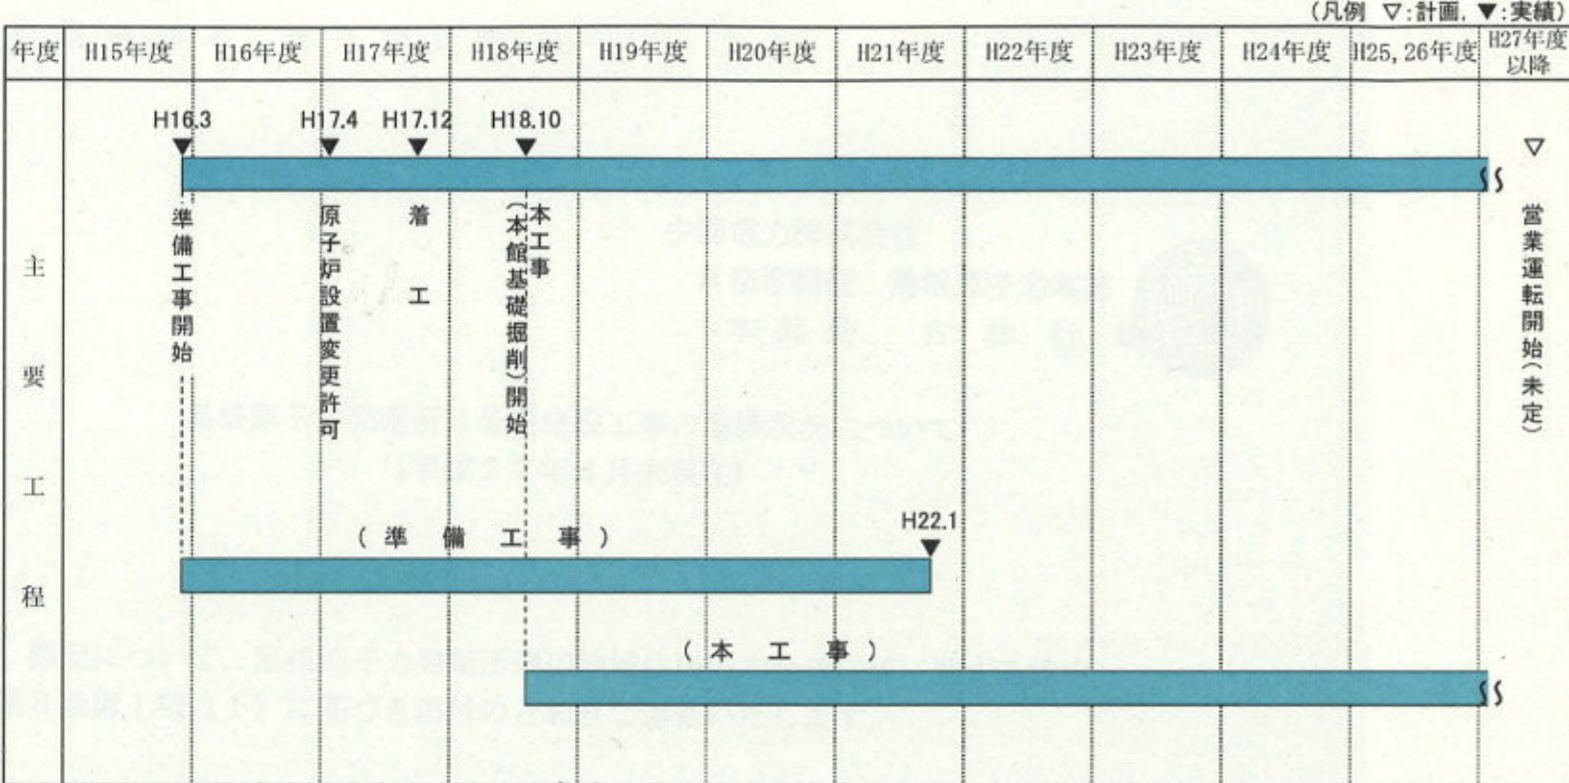 (凡例 ▽:計画, ▼:実績)
年度 H15年度 H16年度 H17年度 H18年度 H19年度 H20年度 H21年度 H22年度 H23年度 H24年度 H25,26年度 H27年度以降
主要工程
H16.3 H17.4 H17.12 H18.10
▼ ▼ ▼ ▼ ▽
準備工事開始
原子炉設置変更許可
着工
本工事
(本館基礎掘削)開始
営業運転開始(未定)
(準備工事)
H22.1
▼
(本工事)